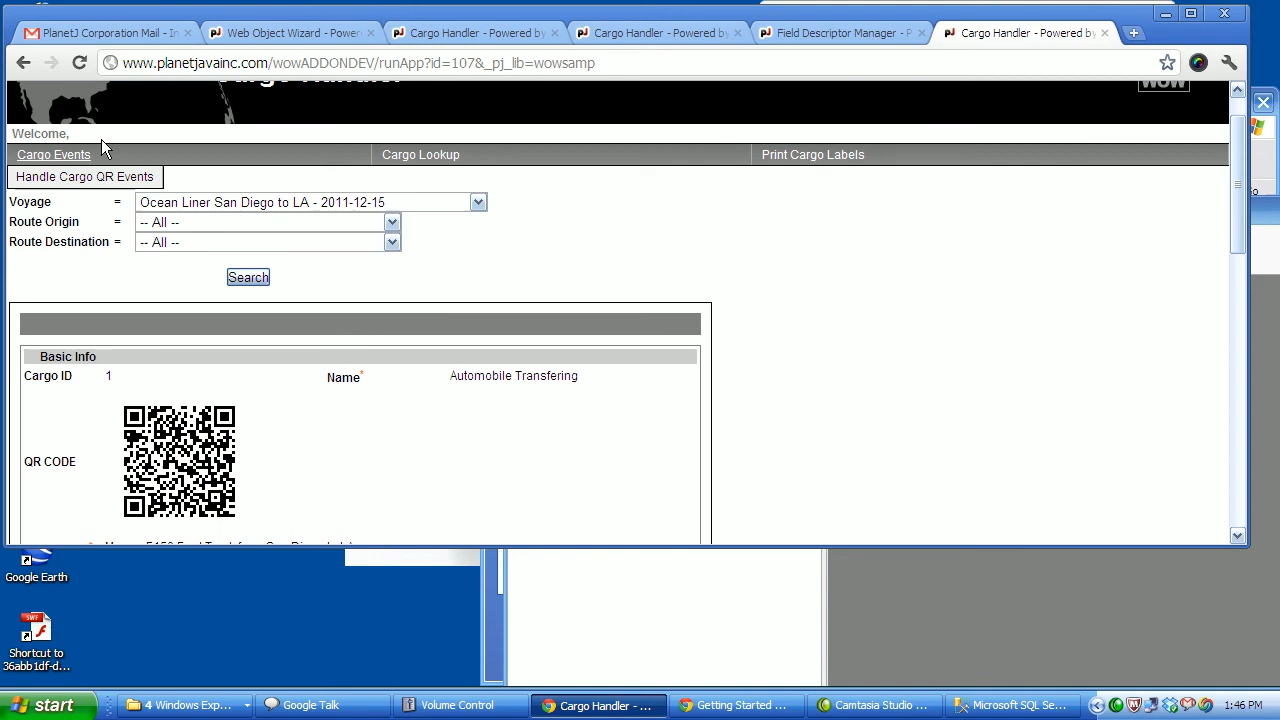 PlanetJ Corporation Mail - In
Web Object Wizard - Power
Cargo Handler - Powered by
Cargo Handler - Powered by
Field Descriptor Manager - P
Cargo Handler - Powered by
www.planetjavainc.com/wowADDONDEV/runApp?id=107&_pj_lib=wowsamp
Cargo Handler
WOW
Welcome,
Cargo Events
Cargo Lookup
Print Cargo Labels
Handle Cargo QR Events
Voyage = Ocean Liner San Diego to LA - 2011-12-15
Route Origin = -- All --
Route Destination = -- All --
Search
Basic Info
Cargo ID 1 Name* Automobile Transfering
QR CODE
Google Earth
SWF
Shortcut to
36abb1df-d...
start
4 Windows Exp...
Google Talk
Volume Control
Cargo Handler - ...
Getting Started ...
Camtasia Studio ...
Microsoft SQL Se...
1:46 PM